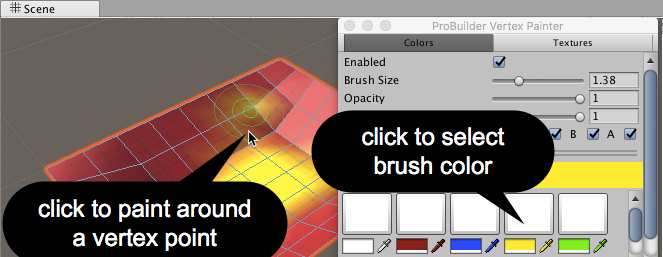 Scene
ProBuilder Vertex Painter
Colors Textures
Enabled
Brush Size 1.38
Opacity 1
1
B A
click to select
brush color
click to paint around
a vertex point